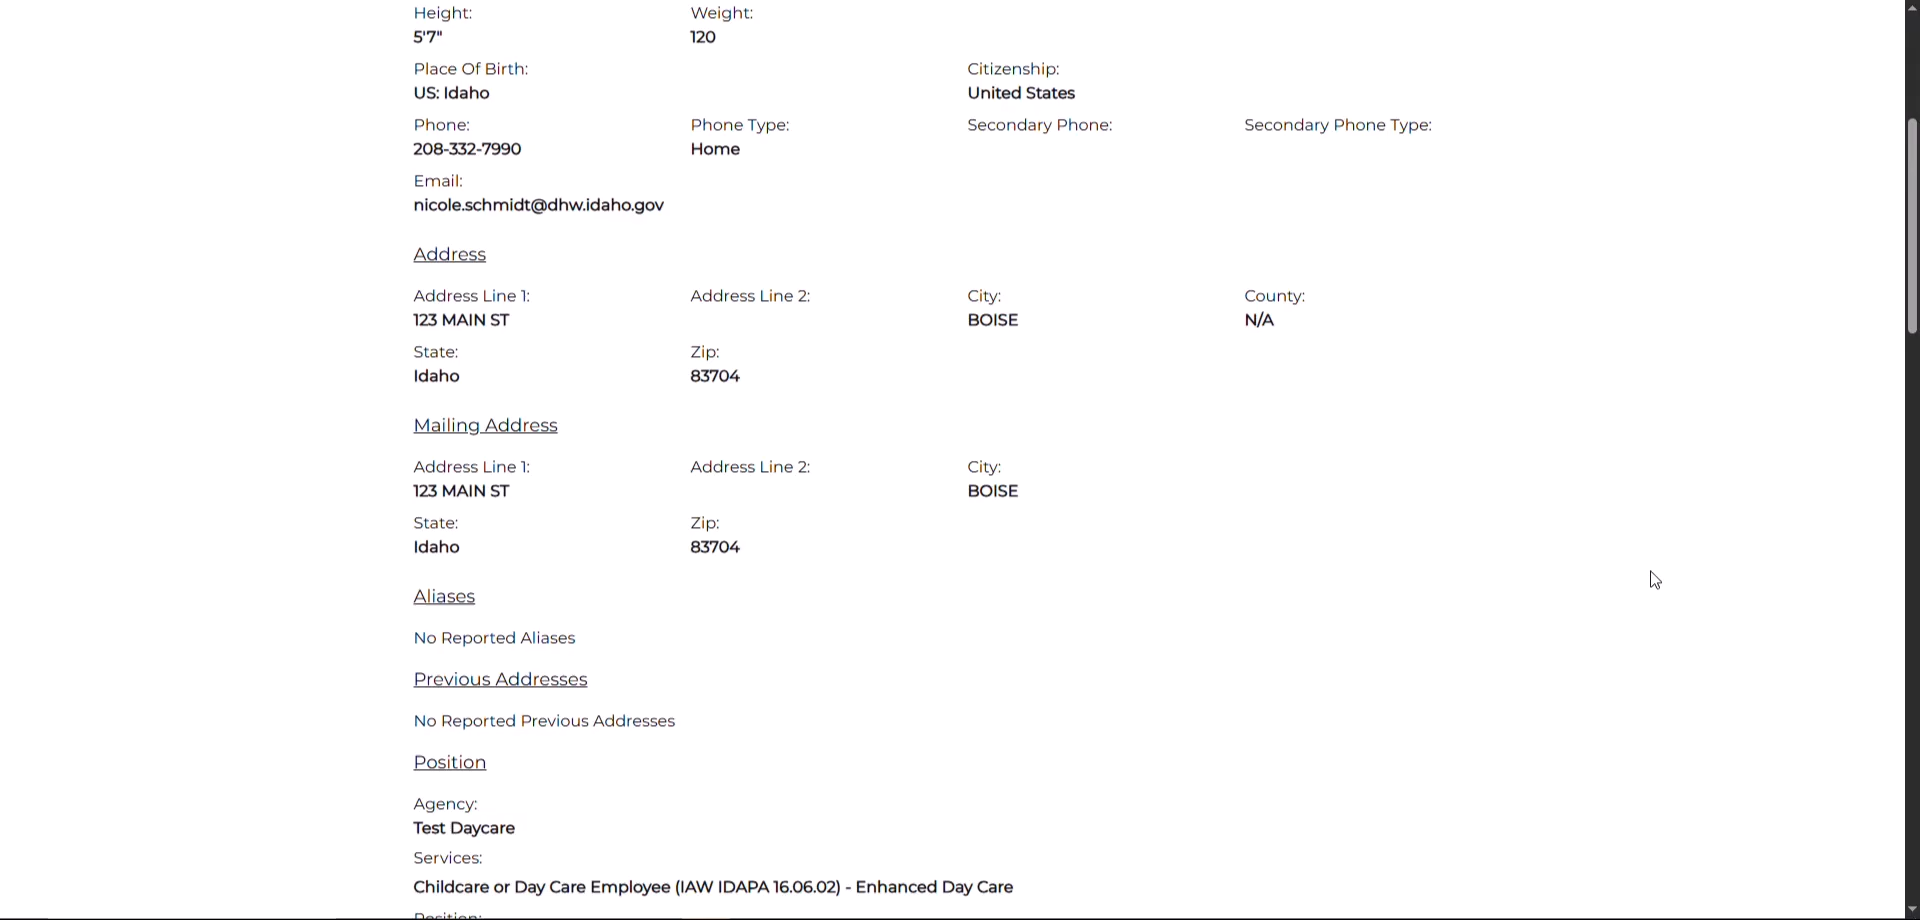 Height: Weight:
5'7" 120
Place Of Birth: Citizenship:
US: Idaho United States
Phone: Phone Type: Secondary Phone: Secondary Phone Type:
208-332-7990 Home
Email:
nicole.schmidt@dhw.idaho.gov
Address
Address Line 1: Address Line 2: City: County:
123 MAIN ST BOISE N/A
State: Zip:
Idaho 83704
Mailing Address
Address Line 1: Address Line 2: City:
123 MAIN ST BOISE
State: Zip:
Idaho 83704
Aliases
No Reported Aliases
Previous Addresses
No Reported Previous Addresses
Position
Agency:
Test Daycare
Services:
Childcare or Day Care Employee (IAW IDAPA 16.06.02) - Enhanced Day Care
Position: